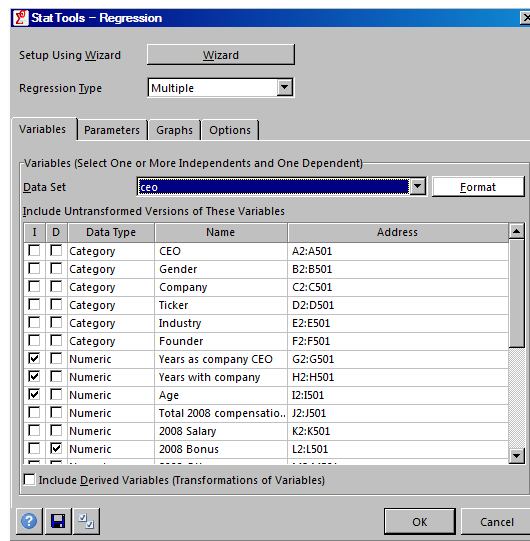 StatTools – Regression
Setup Using Wizard
Wizard
Regression Type
Multiple
Variables Parameters Graphs Options
Variables (Select One or More Independents and One Dependent)
Data Set
ceo
Format
Include Untransformed Versions of These Variables
I D Data Type Name Address
Category CEO A2:A501
Category Gender B2:B501
Category Company C2:C501
Category Ticker D2:D501
Category Industry E2:E501
Category Founder F2:F501
Numeric Years as company CEO G2:G501
Numeric Years with company H2:H501
Numeric Age I2:I501
Numeric Total 2008 compensatio.. J2:J501
Numeric 2008 Salary K2:K501
Numeric 2008 Bonus L2:L501
Include Derived Variables (Transformations of Variables)
OK
Cancel